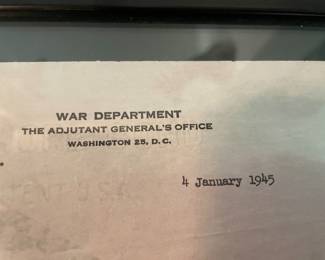 WAR DEPARTMENT
THE ADJUTANT GENERAL'S OFFICE
WASHINGTON 25, D.C.
4 January 1945